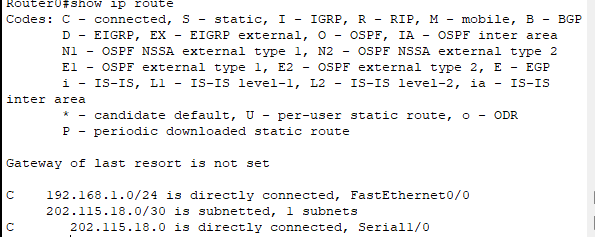 Router0#show ip route
Codes: C - connected, S - static, I - IGRP, R - RIP, M - mobile, B - BGP
D - EIGRP, EX - EIGRP external, O - OSPF, IA - OSPF inter area
N1 - OSPF NSSA external type 1, N2 - OSPF NSSA external type 2
E1 - OSPF external type 1, E2 - OSPF external type 2, E - EGP
i - IS-IS, L1 - IS-IS level-1, L2 - IS-IS level-2, ia - IS-IS
inter area
* - candidate default, U - per-user static route, o - ODR
P - periodic downloaded static route
Gateway of last resort is not set
C 192.168.1.0/24 is directly connected, FastEthernet0/0
202.115.18.0/30 is subnetted, 1 subnets
C 202.115.18.0 is directly connected, Serial1/0